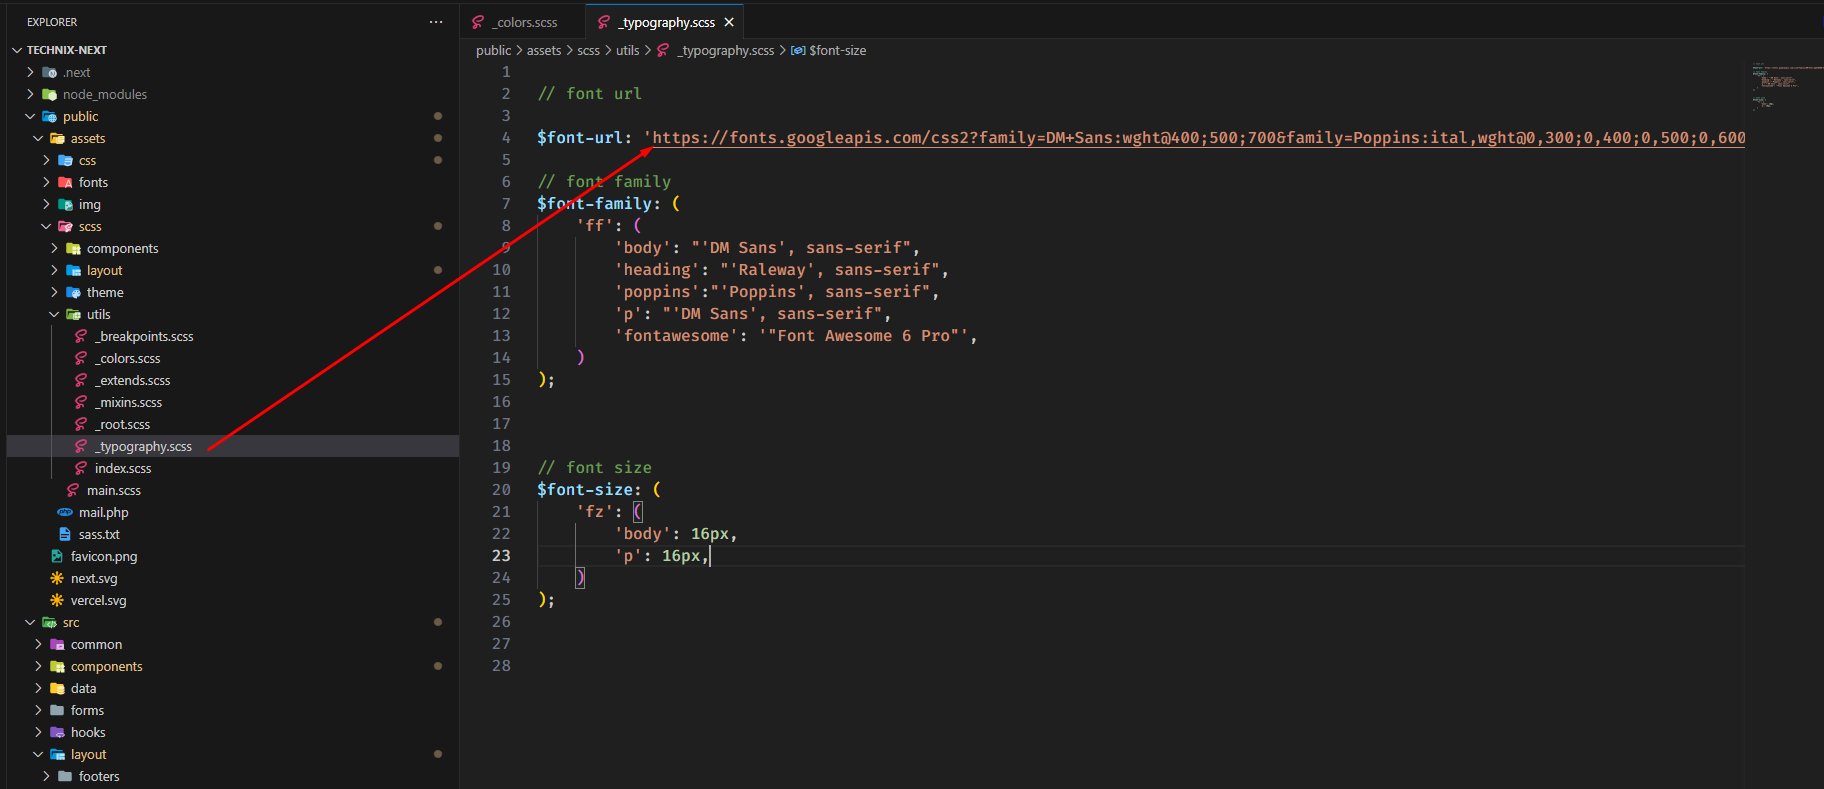 EXPLORER
···
TECHNIX-NEXT
.next
node_modules
public
assets
css
fonts
img
scss
components
layout
theme
utils
_breakpoints.scss
_colors.scss
_extends.scss
_mixins.scss
_root.scss
_typography.scss
index.scss
main.scss
mail.php
sass.txt
favicon.png
next.svg
vercel.svg
src
common
components
data
forms
hooks
layout
footers
_colors.scss
_typography.scss
public > assets > scss > utils > _typography.scss > $font-size
1
2 // font url
3
4 $font-url: 'https://fonts.googleapis.com/css2?family=DM+Sans:wght@400;500;700&family=Poppins:ital,wght@0,300;0,400;0,500;0,600
5
6 // font family
7 $font-family: (
8 'ff': (
9 'body': "'DM Sans', sans-serif",
10 'heading': "'Raleway', sans-serif",
11 'poppins':"'Poppins', sans-serif",
12 'p': "'DM Sans', sans-serif",
13 'fontawesome': '"Font Awesome 6 Pro"',
14 )
15 );
16
17
18
19 // font size
20 $font-size: (
21 'fz': (
22 'body': 16px,
23 'p': 16px,
24 )
25 );
26
27
28